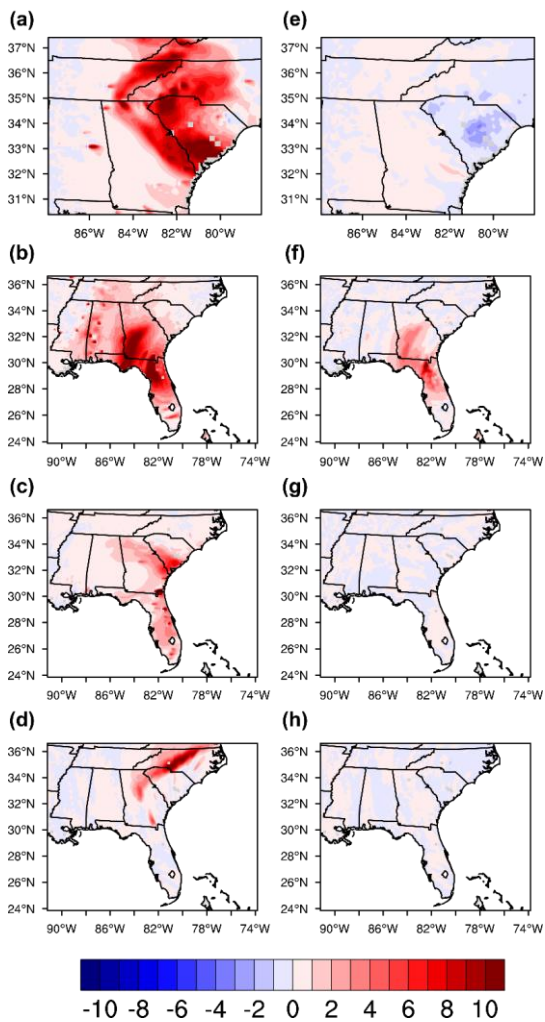 (a) (e)
37°N 37°N
36°N 36°N
35°N 35°N
34°N 34°N
33°N 33°N
32°N 32°N
31°N 31°N
86°W 84°W 82°W 80°W 86°W 84°W 82°W 80°W
(b) (f)
36°N 36°N
34°N 34°N
32°N 32°N
30°N 30°N
28°N 28°N
26°N 26°N
24°N 24°N
90°W 86°W 82°W 78°W 74°W 90°W 86°W 82°W 78°W 74°W
(c) (g)
36°N 36°N
34°N 34°N
32°N 32°N
30°N 30°N
28°N 28°N
26°N 26°N
24°N 24°N
90°W 86°W 82°W 78°W 74°W 90°W 86°W 82°W 78°W 74°W
(d) (h)
36°N 36°N
34°N 34°N
32°N 32°N
30°N 30°N
28°N 28°N
26°N 26°N
24°N 24°N
90°W 86°W 82°W 78°W 74°W 90°W 86°W 82°W 78°W 74°W
-10 -8 -6 -4 -2 0 2 4 6 8 10